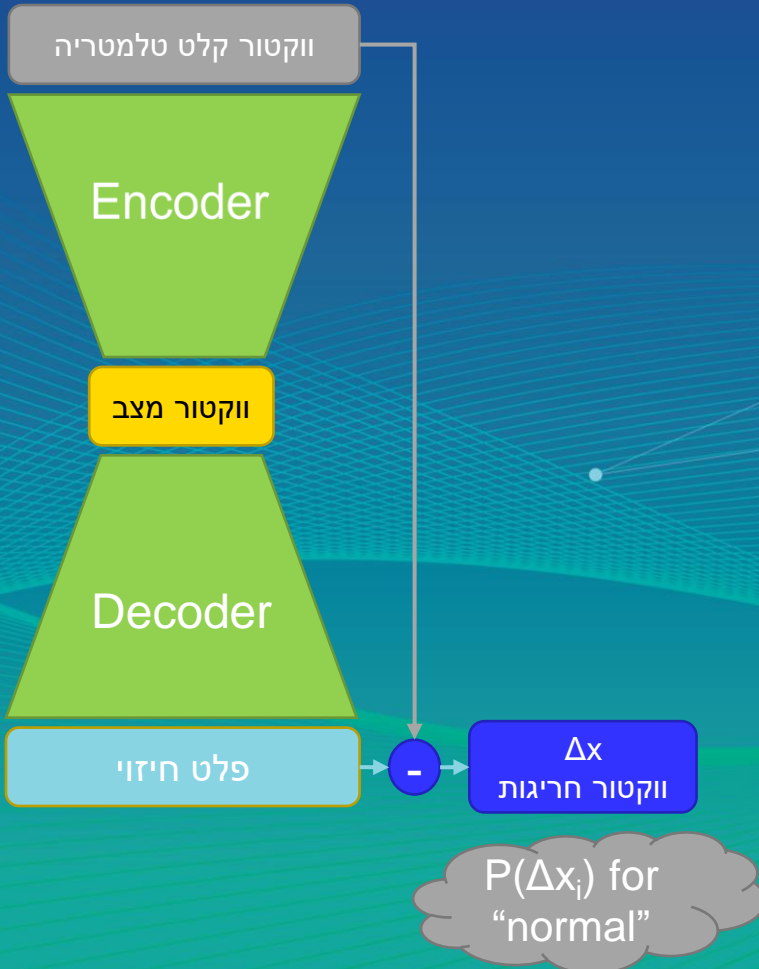 ווקטור קלט טלמטריה
Encoder
ווקטור מצב
Decoder
פלט חיזוי
-
Δx
ווקטור חריגות
P(Δxᵢ) for
“normal”